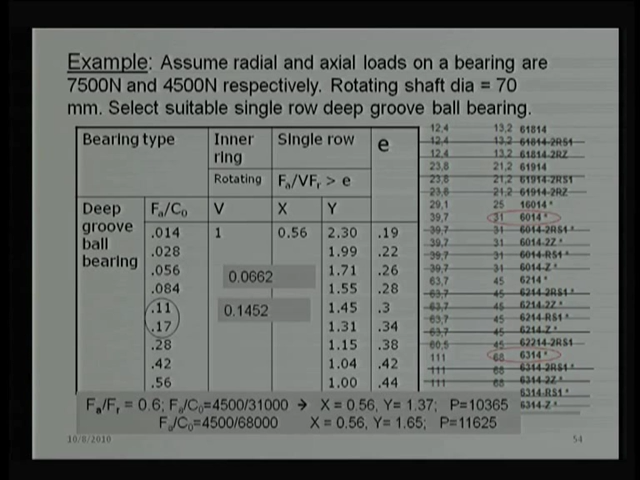 Example: Assume radial and axial loads on a bearing are
7500N and 4500N respectively. Rotating shaft dia = 70
mm. Select suitable single row deep groove ball bearing.
Bearing type Inner ring Single row e
Rotating Fa/VFr > e
Deep groove ball bearing Fa/C0 V X Y
.014 1 0.56 2.30 .19
.028 1.99 .22
.056 1.71 .26
.084 1.55 .28
.11 1.45 .3
.17 1.31 .34
.28 1.15 .38
.42 1.04 .42
.56 1.00 .44
0.0662
0.1452
12,4 13,2 61814
12,4 13,2 61814-2RS1
12,4 13,2 61814-2RZ
23,8 21,2 61914
23,8 21,2 61914-2RS1
23,8 21,2 61914-2RZ
29,1 25 16014 *
39,7 31 6014 *
39,7 31 6014-2RS1 *
39,7 31 6014-2Z *
39,7 31 6014-RS1 *
39,7 31 6014-Z *
63,7 45 6214 *
63,7 45 6214-2RS1 *
63,7 45 6214-2Z *
63,7 45 6214-RS1 *
63,7 45 6214-Z *
60,5 45 62214-2RS1
111 68 6314 *
111 68 6314-2RS1 *
111 68 6314-2Z *
6314-RS1 *
6314-Z *
Fa/Fr = 0.6; Fa/C0=4500/31000 → X = 0.56, Y= 1.37; P=10365
Fa/C0=4500/68000 X = 0.56, Y= 1.65; P=11625
10/8/2010 54